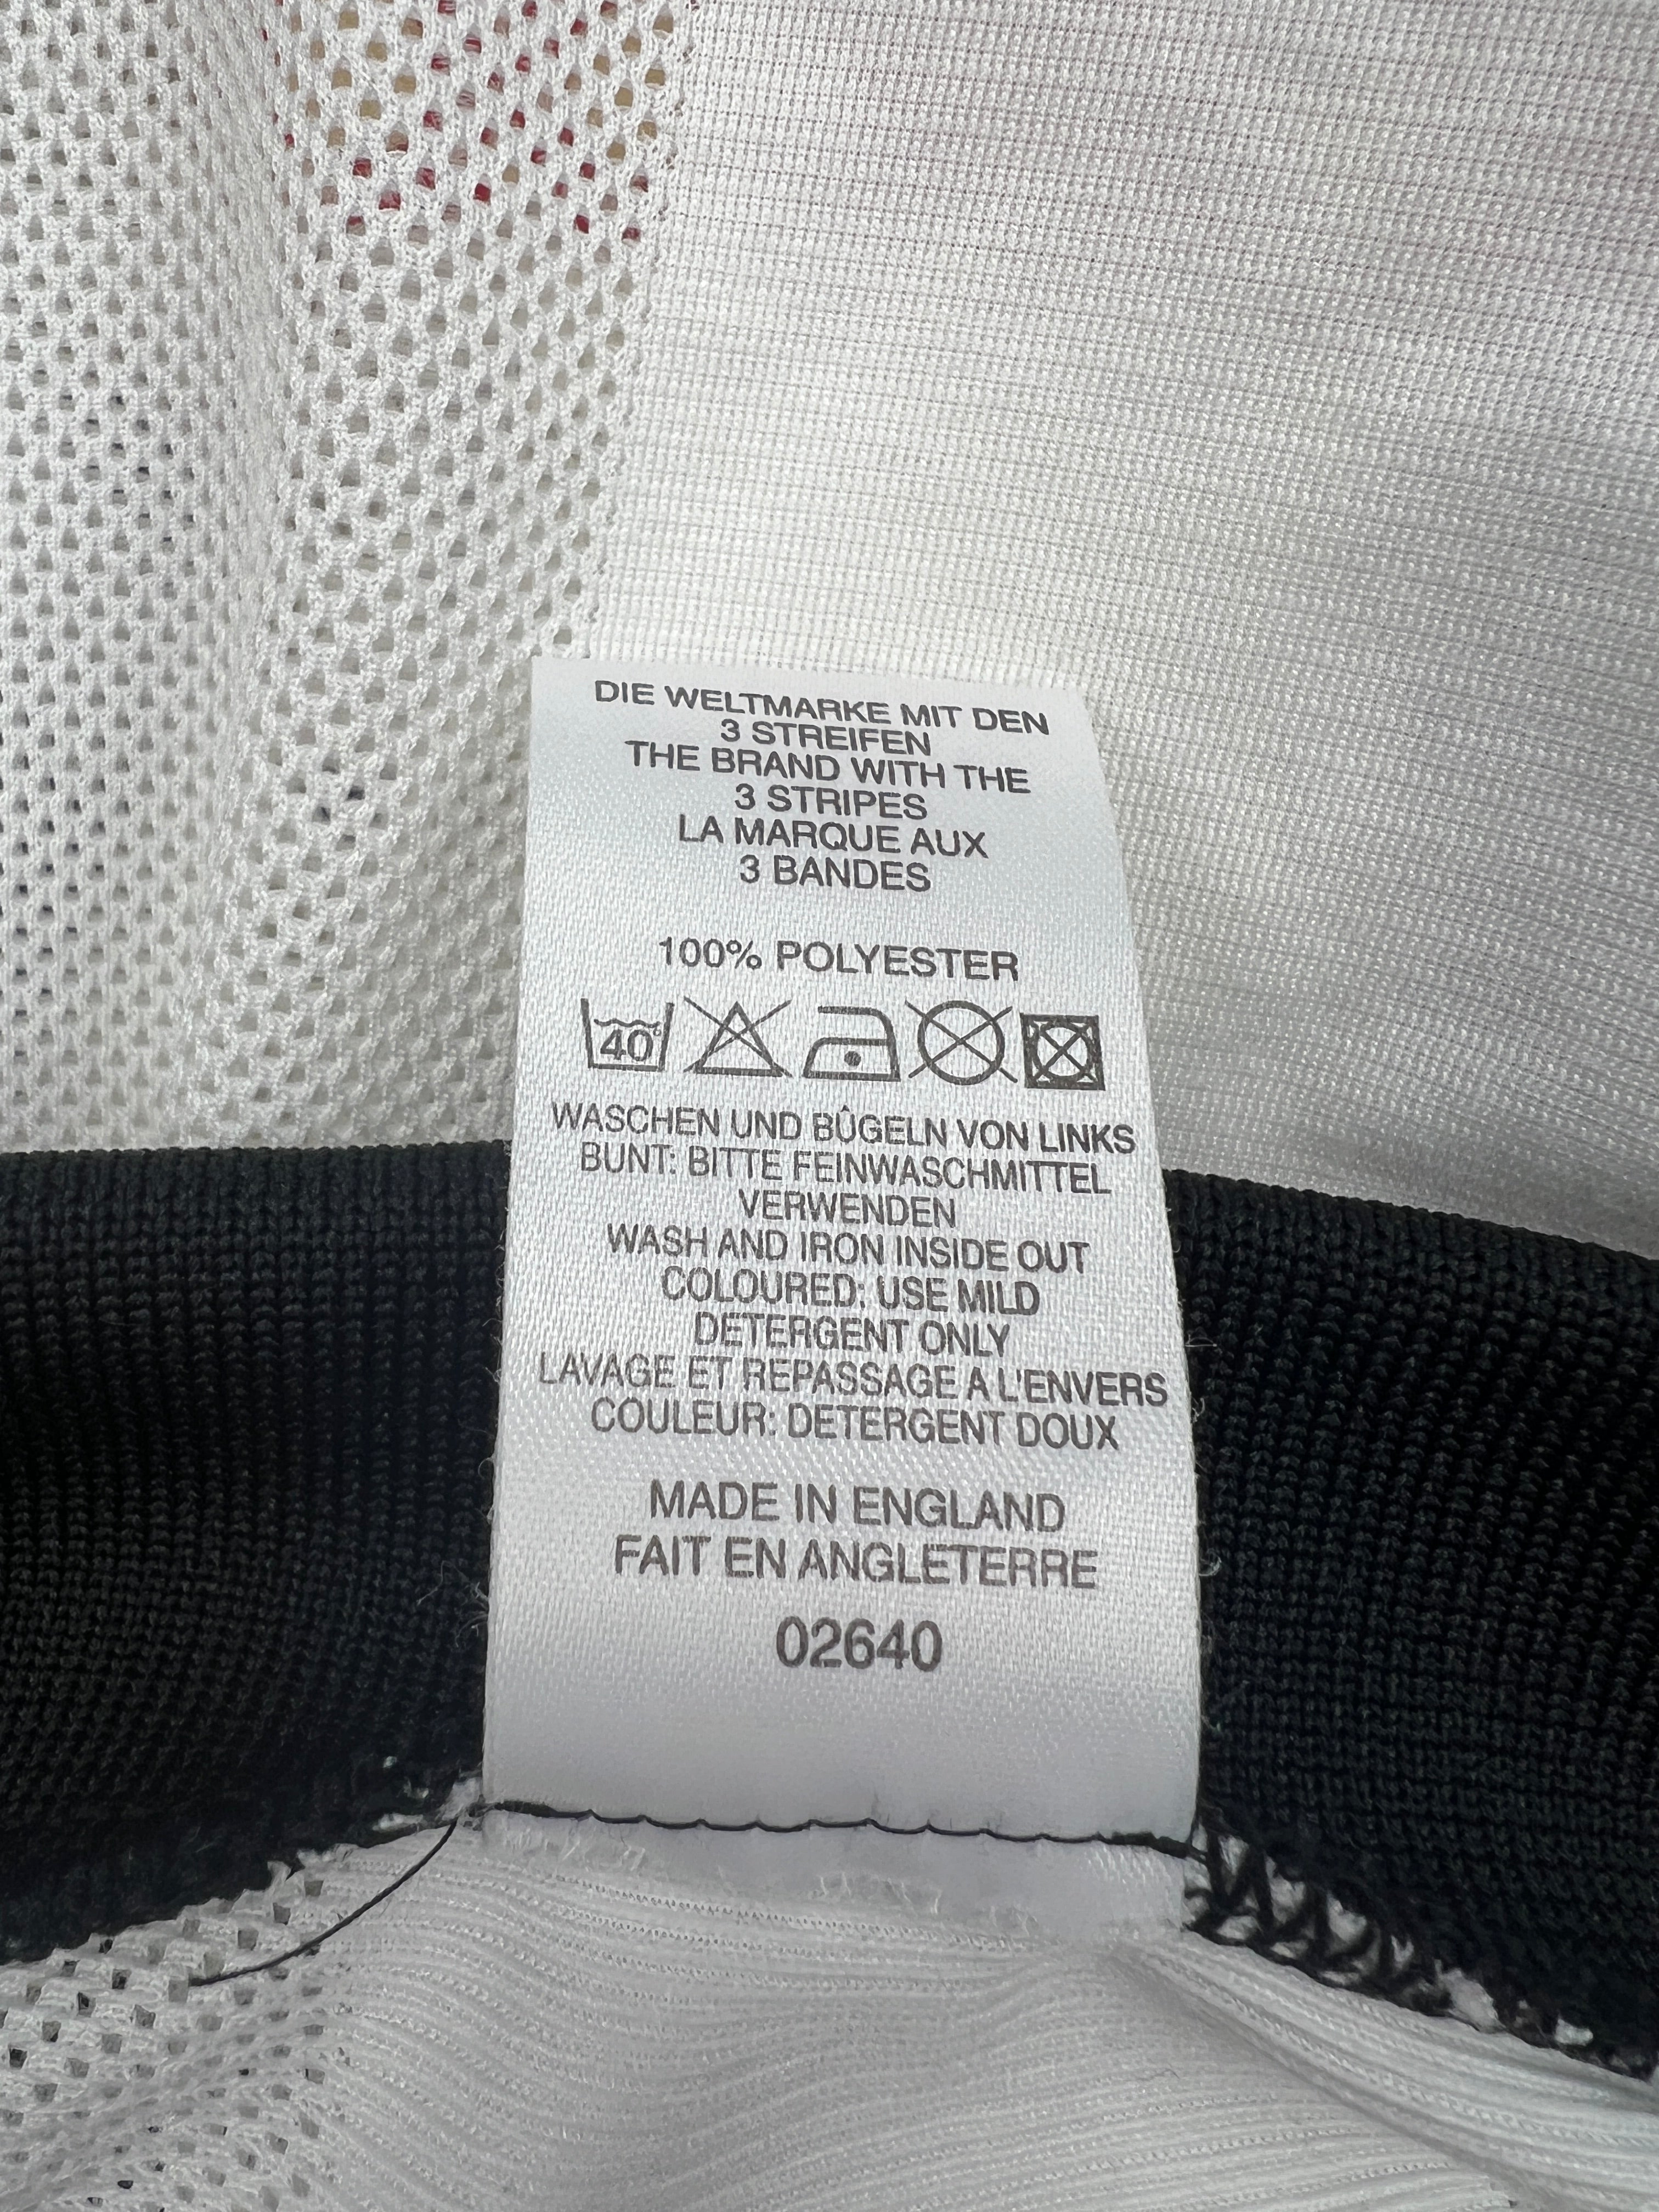 DIE WELTMARKE MIT DEN
3 STREIFEN
THE BRAND WITH THE
3 STRIPES
LA MARQUE AUX
3 BANDES
100% POLYESTER
40°
WASCHEN UND BÛGELN VON LINKS
BUNT: BITTE FEINWASCHMITTEL
VERWENDEN
WASH AND IRON INSIDE OUT
COLOURED: USE MILD
DETERGENT ONLY
LAVAGE ET REPASSAGE A L'ENVERS
COULEUR: DETERGENT DOUX
MADE IN ENGLAND
FAIT EN ANGLETERRE
02640